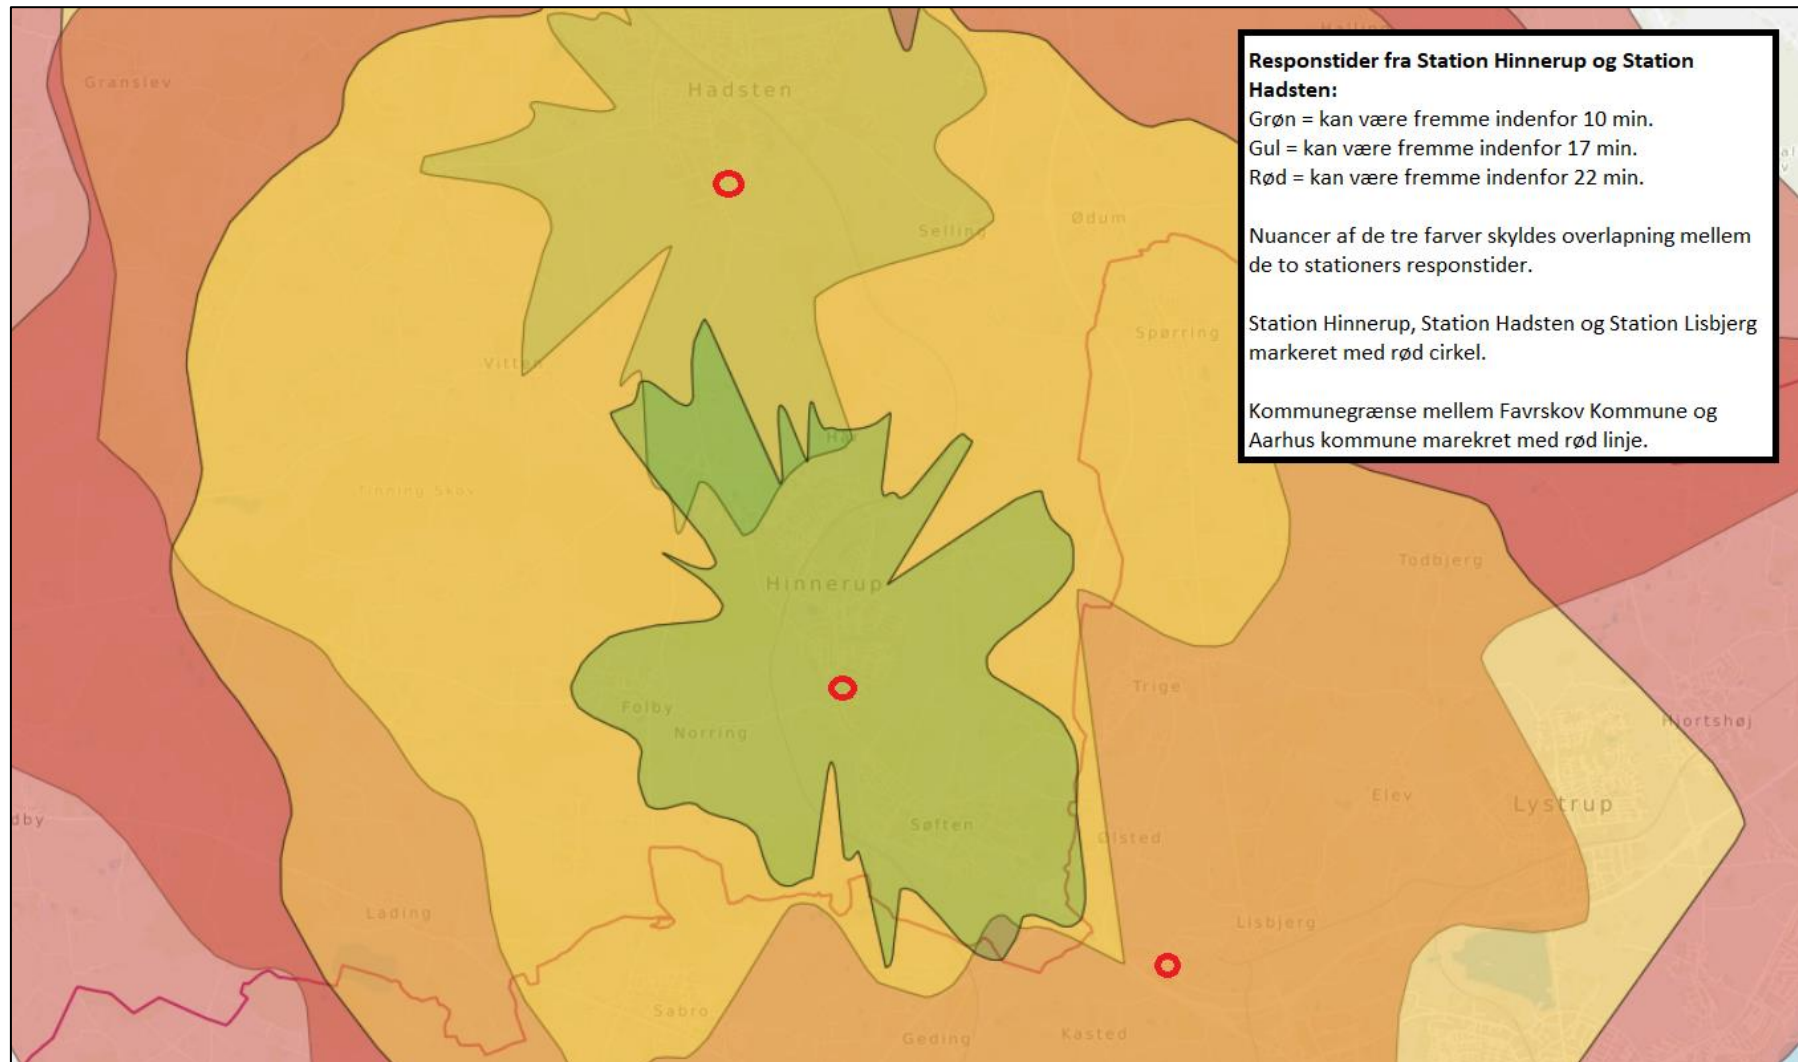 Responstider fra Station Hinnerup og Station
Hadsten:
Grøn = kan være fremme indenfor 10 min.
Gul = kan være fremme indenfor 17 min.
Rød = kan være fremme indenfor 22 min.
Nuancer af de tre farver skyldes overlapning mellem
de to stationers responstider.
Station Hinnerup, Station Hadsten og Station Lisbjerg
markeret med rød cirkel.
Kommunegrænse mellem Favrskov Kommune og
Aarhus kommune marekret med rød linje.
Granslev
Hadsten
Selling
Ødum
Spørring
Vitten
Har
Tinning Skov
Todbjerg
Hinnerup
Trige
Folby
Norring
Hjortshøj
Elev
Lystrup
Søften
Ølsted
dby
Lading
Lisbjerg
Sabro
Geding
Kasted